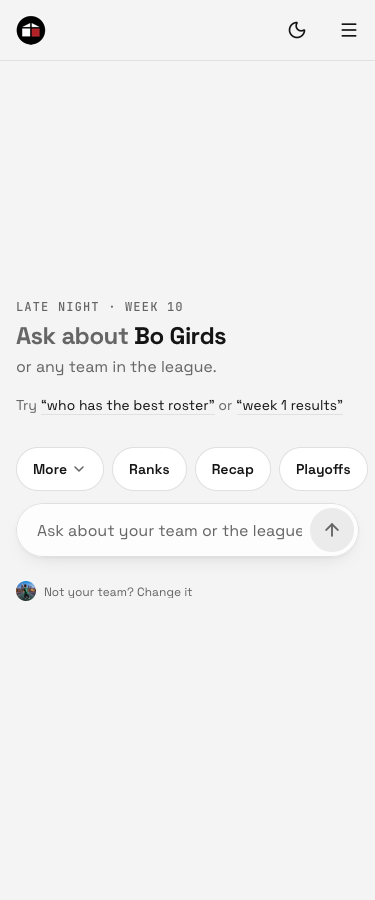 LATE NIGHT · WEEK 10
Ask about Bo Girds
or any team in the league.
Try “who has the best roster” or “week 1 results”
More Ranks Recap Playoffs
Ask about your team or the league
Not your team? Change it